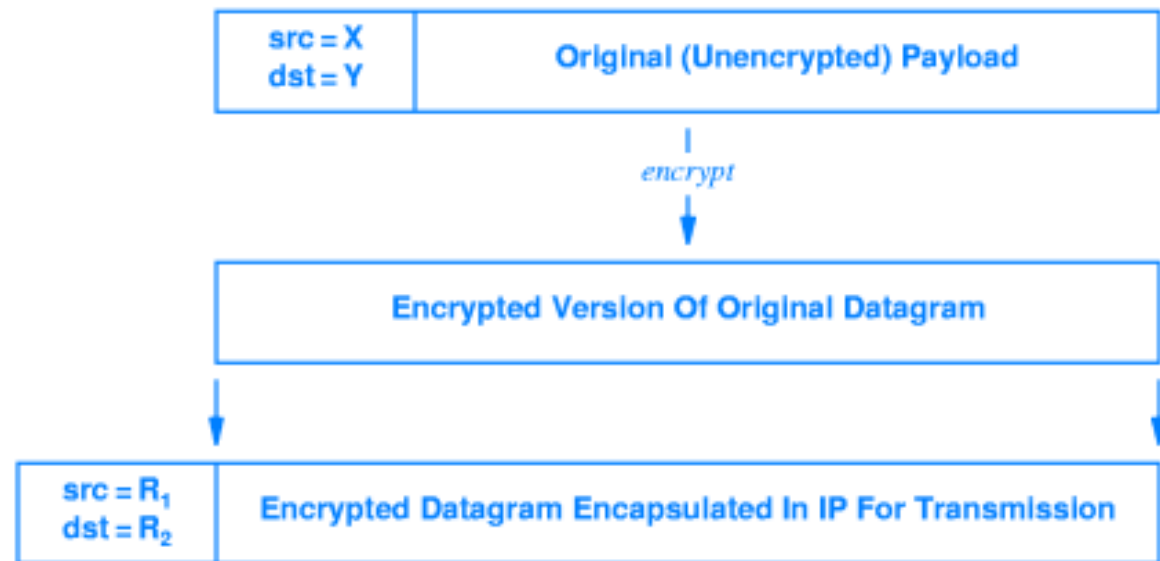 src = X
dst = Y
Original (Unencrypted) Payload
encrypt
Encrypted Version Of Original Datagram
src = R₁
dst = R₂
Encrypted Datagram Encapsulated In IP For Transmission